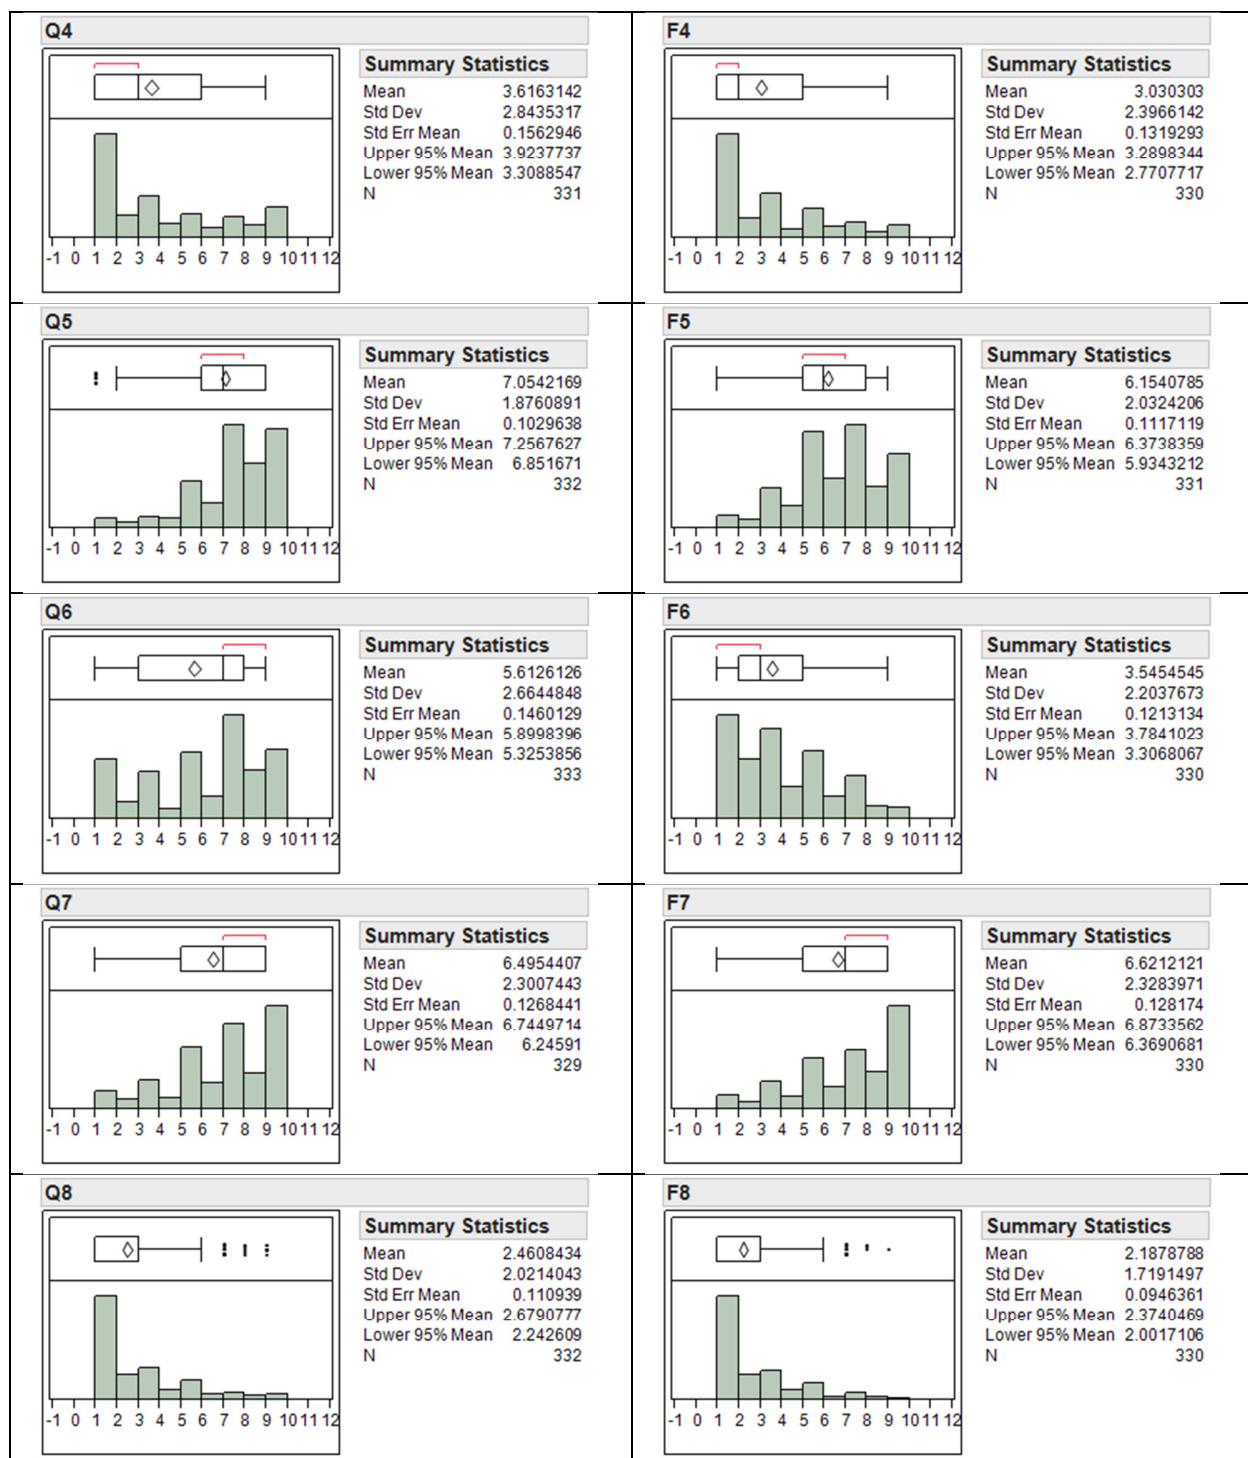 Q4
Summary Statistics
Mean 3.6163142
Std Dev 2.8435317
Std Err Mean 0.1562946
Upper 95% Mean 3.9237737
Lower 95% Mean 3.3088547
N 331
-1 0 1 2 3 4 5 6 7 8 9 10 11 12
F4
Summary Statistics
Mean 3.030303
Std Dev 2.3966142
Std Err Mean 0.1319293
Upper 95% Mean 3.2898344
Lower 95% Mean 2.7707717
N 330
-1 0 1 2 3 4 5 6 7 8 9 10 11 12
Q5
Summary Statistics
Mean 7.0542169
Std Dev 1.8760891
Std Err Mean 0.1029638
Upper 95% Mean 7.2567627
Lower 95% Mean 6.851671
N 332
-1 0 1 2 3 4 5 6 7 8 9 10 11 12
F5
Summary Statistics
Mean 6.1540785
Std Dev 2.0324206
Std Err Mean 0.1117119
Upper 95% Mean 6.3738359
Lower 95% Mean 5.9343212
N 331
-1 0 1 2 3 4 5 6 7 8 9 10 11 12
Q6
Summary Statistics
Mean 5.6126126
Std Dev 2.6644848
Std Err Mean 0.1460129
Upper 95% Mean 5.8998396
Lower 95% Mean 5.3253856
N 333
-1 0 1 2 3 4 5 6 7 8 9 10 11 12
F6
Summary Statistics
Mean 3.5454545
Std Dev 2.2037673
Std Err Mean 0.1213134
Upper 95% Mean 3.7841023
Lower 95% Mean 3.3068067
N 330
-1 0 1 2 3 4 5 6 7 8 9 10 11 12
Q7
Summary Statistics
Mean 6.4954407
Std Dev 2.3007443
Std Err Mean 0.1268441
Upper 95% Mean 6.7449714
Lower 95% Mean 6.24591
N 329
-1 0 1 2 3 4 5 6 7 8 9 10 11 12
F7
Summary Statistics
Mean 6.6212121
Std Dev 2.3283971
Std Err Mean 0.128174
Upper 95% Mean 6.8733562
Lower 95% Mean 6.3690681
N 330
-1 0 1 2 3 4 5 6 7 8 9 10 11 12
Q8
Summary Statistics
Mean 2.4608434
Std Dev 2.0214043
Std Err Mean 0.110939
Upper 95% Mean 2.6790777
Lower 95% Mean 2.242609
N 332
-1 0 1 2 3 4 5 6 7 8 9 10 11 12
F8
Summary Statistics
Mean 2.1878788
Std Dev 1.7191497
Std Err Mean 0.0946361
Upper 95% Mean 2.3740469
Lower 95% Mean 2.0017106
N 330
-1 0 1 2 3 4 5 6 7 8 9 10 11 12